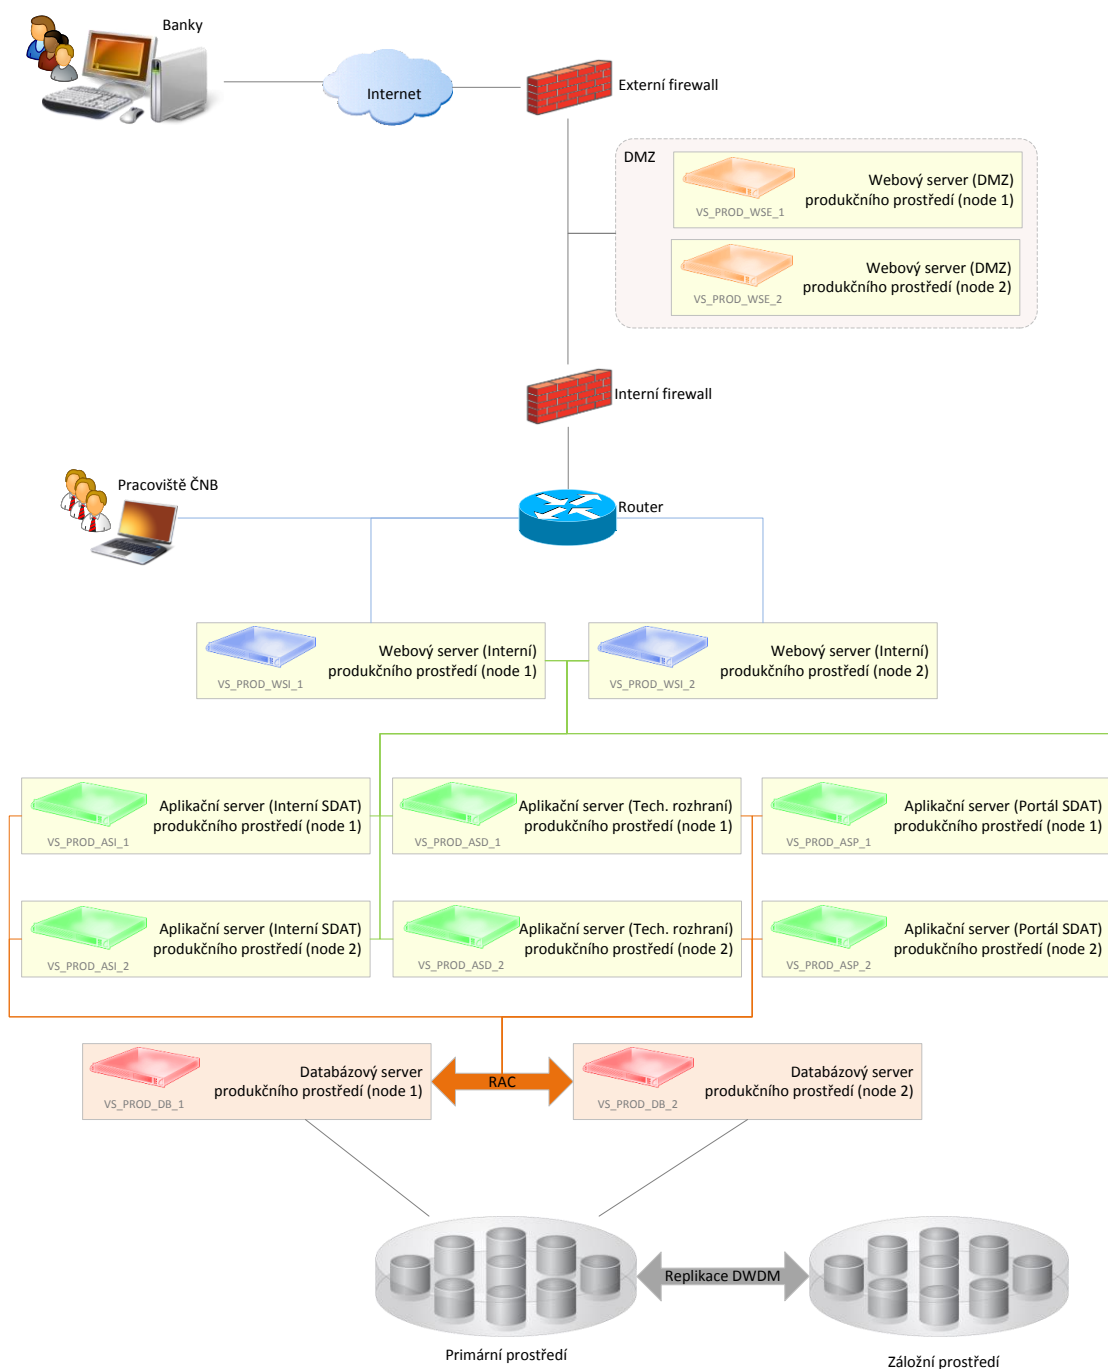 Banky
Internet
Externí firewall
DMZ
Webový server (DMZ)
produkčního prostředí (node 1)
VS_PROD_WSE_1
Webový server (DMZ)
produkčního prostředí (node 2)
VS_PROD_WSE_2
Interní firewall
Pracoviště ČNB
Router
Webový server (Interní)
produkčního prostředí (node 1)
VS_PROD_WSI_1
Webový server (Interní)
produkčního prostředí (node 2)
VS_PROD_WSI_2
Aplikační server (Interní SDAT)
produkčního prostředí (node 1)
VS_PROD_ASI_1
Aplikační server (Tech. rozhraní)
produkčního prostředí (node 1)
VS_PROD_ASD_1
Aplikační server (Portál SDAT)
produkčního prostředí (node 1)
VS_PROD_ASP_1
Aplikační server (Interní SDAT)
produkčního prostředí (node 2)
VS_PROD_ASI_2
Aplikační server (Tech. rozhraní)
produkčního prostředí (node 2)
VS_PROD_ASD_2
Aplikační server (Portál SDAT)
produkčního prostředí (node 2)
VS_PROD_ASP_2
Databázový server
produkčního prostředí (node 1)
VS_PROD_DB_1
RAC
Databázový server
produkčního prostředí (node 2)
VS_PROD_DB_2
Replikace DWDM
Primární prostředí
Záložní prostředí